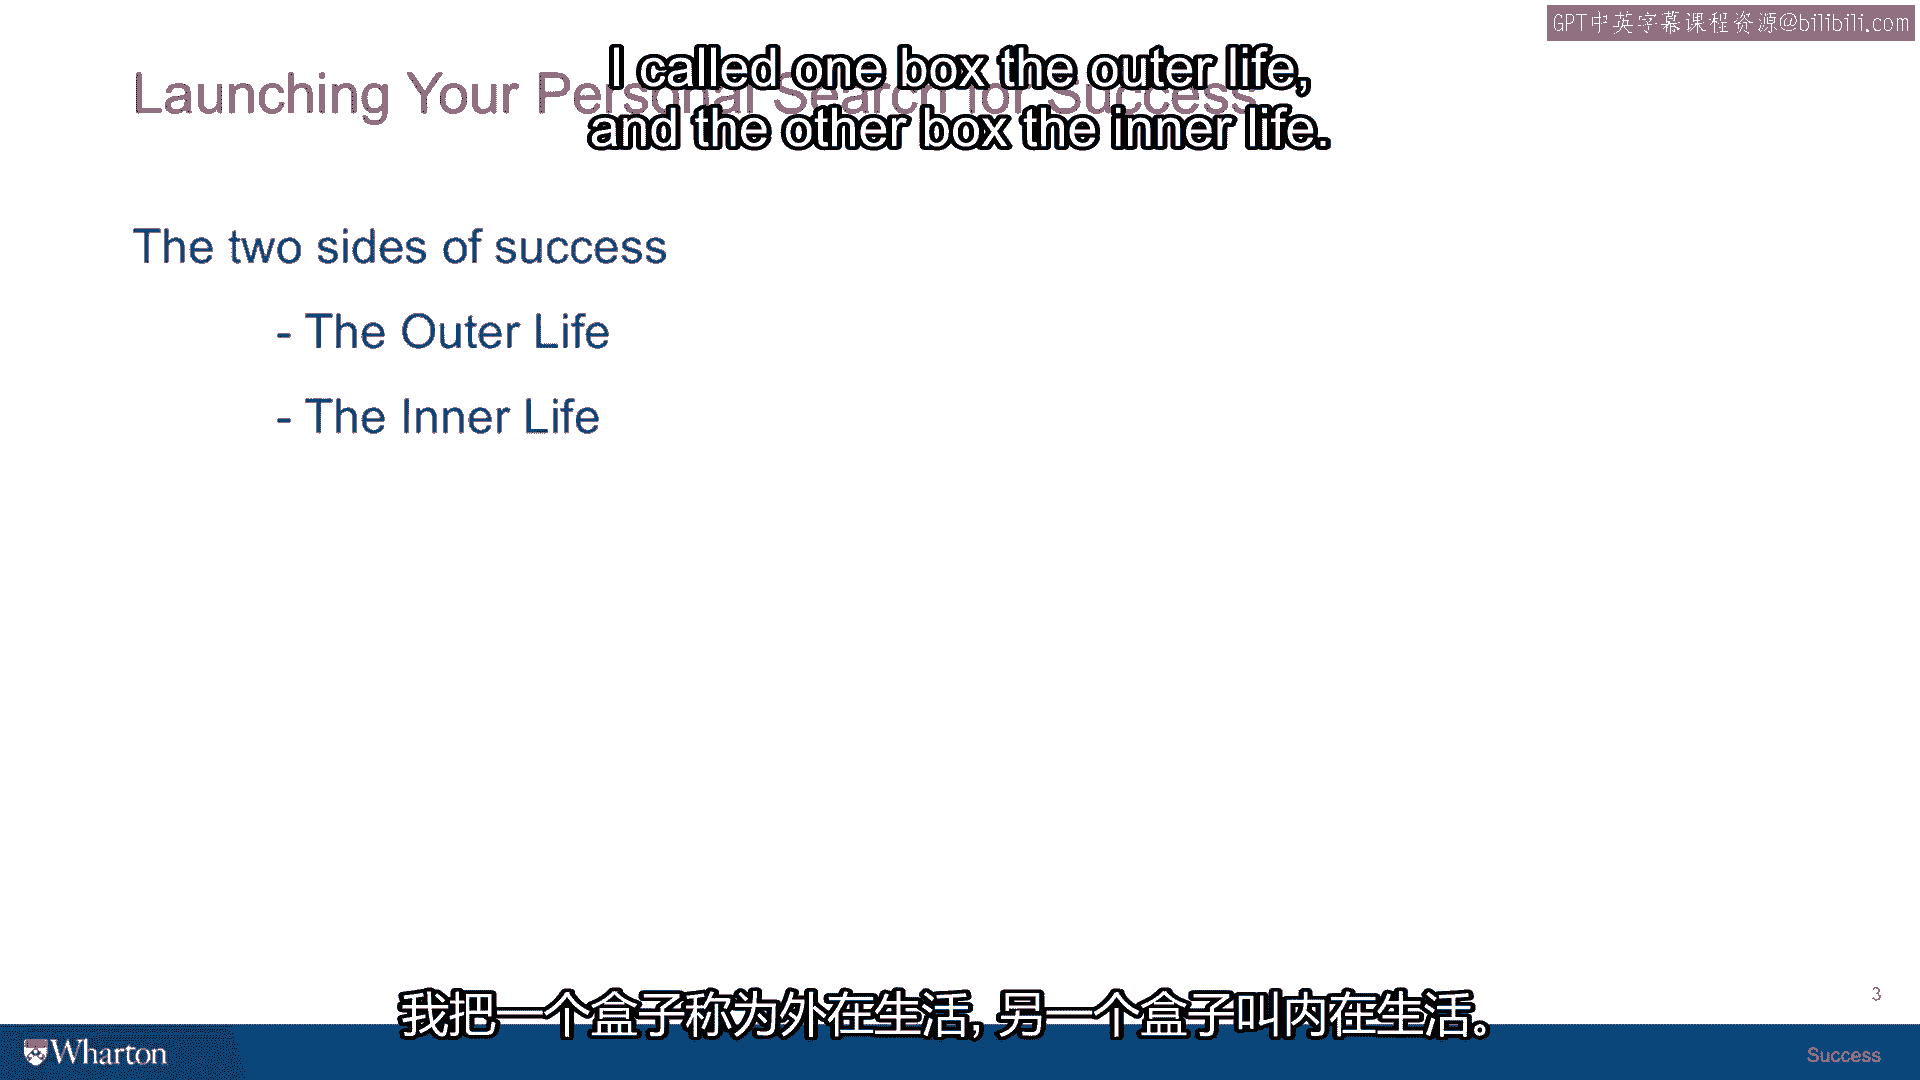 GPT中英字幕课程资源@bilibili.com
I called one box the outer life,
and the other box the inner life.
Launching Your Personal Search for Success
The two sides of success
- The Outer Life
- The Inner Life
我把一个盒子称为外在生活, 另一个盒子叫内在生活。
3
Wharton
Success